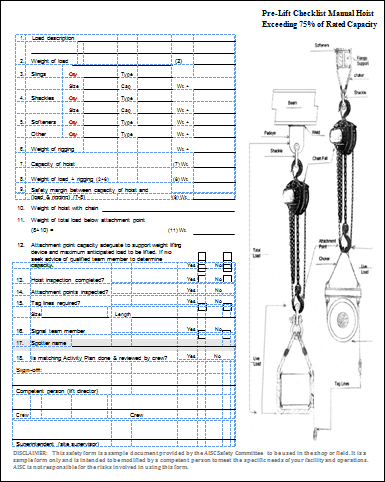 Pre-Lift Checklist Manual Hoist
Exceeding 75% of Rated Capacity
1. Load description
2. Weight of load (2)
3. Slings Qty Type
Size Cap Wt. +
4. Shackles Qty Type
Size Cap Wt. +
5. Softeners Qty Type Wt. +
Other Qty Type Wt. +
6. Weight of rigging Wt. +
7. Capacity of hoist (7) Wt.
8. Weight of load + rigging (2+6) (8) Wt.
9. Safety margin between capacity of hoist and
(load & rigging) (7-8) (9) Wt.
10. Weight of hoist with chain
11. Weight of total load below attachment point
(8+10) = (11) Wt.
12. Attachment point capacity adequate to support weight lifting
device and maximum anticipated load to be lifted. If no
seek advice of qualified team member to determine
capacity. Yes No
13. Hoist inspection completed? Yes No
14. Attachment points inspected? Yes No
15. Tag lines required? Yes No
Size Length
16. Signal team member Yes No
17. Spotter name
18. Is matching Activity Plan done & reviewed by crew? Yes No
Sign-off:
Competent person (lift director)
Crew Crew
Superintendent (site supervisor)
Softeners
Fixings
Support
Choker
Shackle
Beam
Padeye
Weld
Shackle
Chain Fall
Total
Load
Attachment
Point
Choker
Live
Load
Live
Load
Tag Lines
DISCLAIMER: This safety form is a sample document provided by the AISC Safety Committee to be used in the shop or field. It is a
sample form only and is intended to be modified by a competent person to meet the specific needs of your facility and operations.
AISC is not responsible for the risks involved in using this form.